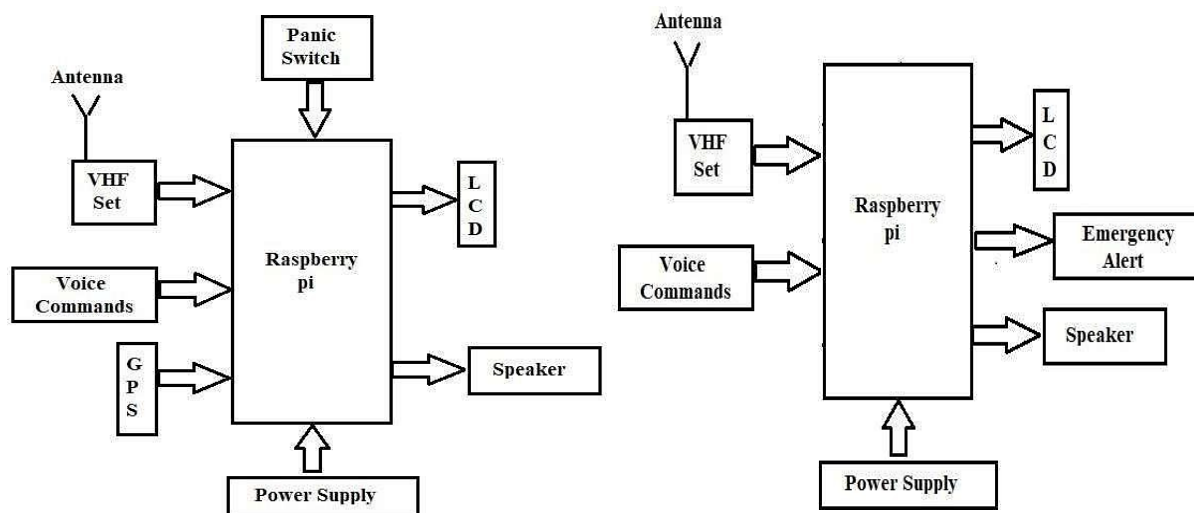 Panic
Switch
Antenna
VHF
Set
L
C
D
Raspberry
pi
Voice
Commands
G
P
S
Speaker
Power Supply
Antenna
VHF
Set
L
C
D
Raspberry
pi
Voice
Commands
Emergency
Alert
Speaker
Power Supply